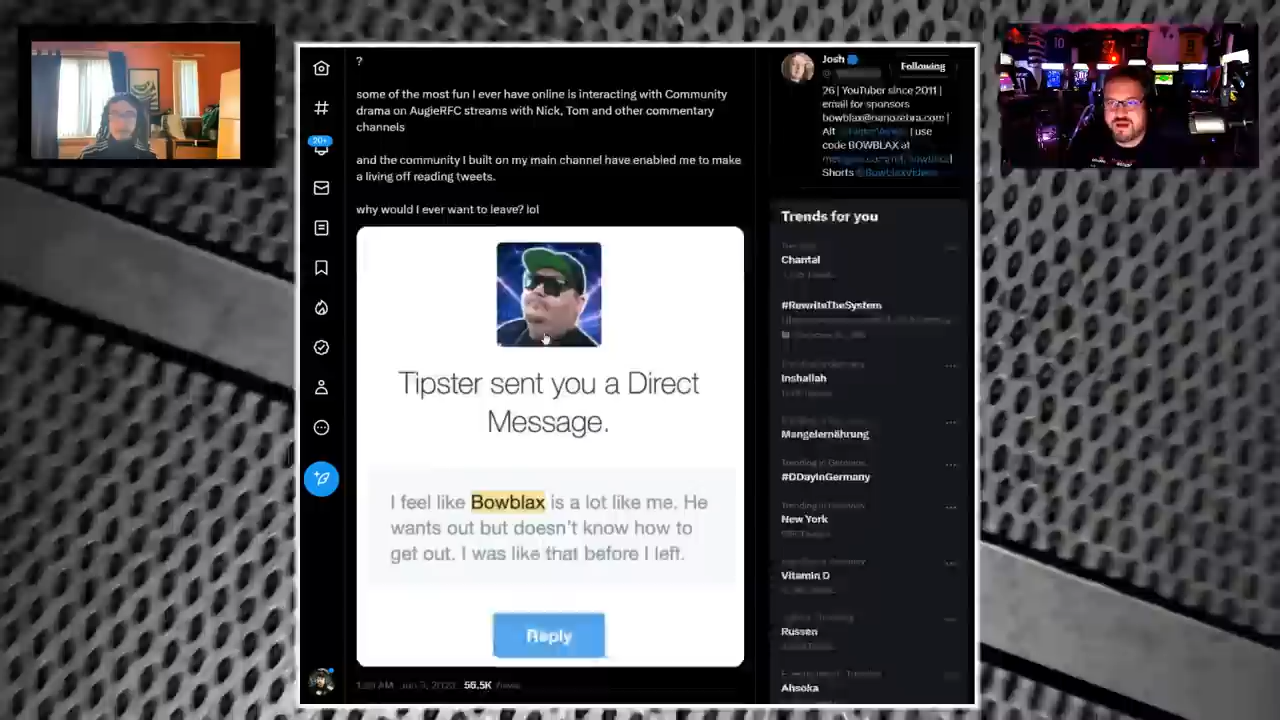 ?
some of the most fun I ever have online is interacting with Community
drama on AugieRFC streams with Nick, Tom and other commentary
channels
and the community I built on my main channel have enabled me to make
a living off reading tweets.
why would I ever want to leave? lol
Tipster sent you a Direct
Message.
I feel like Bowblax is a lot like me. He
wants out but doesn't know how to
get out. I was like that before I left.
Reply
56.5K
20+
Josh
@
Following
26 | YouTuber since 2011 |
email for sponsors
Alt
| use
code BOWBLAX at
Shorts
Trends for you
Chantal
#RewriteTheSystem
Inshallah
Mangelernährung
#DDayInGermany
New York
Vitamin D
Russen
Ahsoka